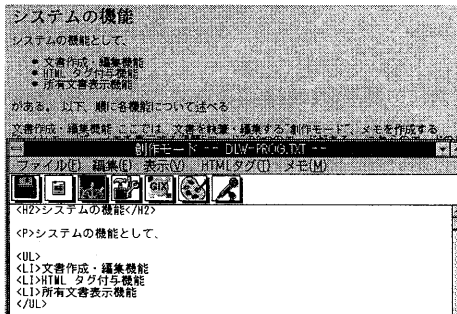 システムの機能
システムの機能として、
● 文書作成・編集機能
● HTML タグ付与機能
● 所有文書表示機能
がある。 以下、順に各機能について述べる
文書作成・編集機能 ここでは、文書を執筆・編集する"創作モード"、メモを作成する
創作モード -- DLW-PROG.TXT --
ファイル(F) 編集(E) 表示(V) HTMLタグ(T) メモ(M)
GIX
<H2>システムの機能</H2>
<P>システムの機能として、
<UL>
<LI>文書作成・編集機能
<LI>HTML タグ付与機能
<LI>所有文書表示機能
</UL>